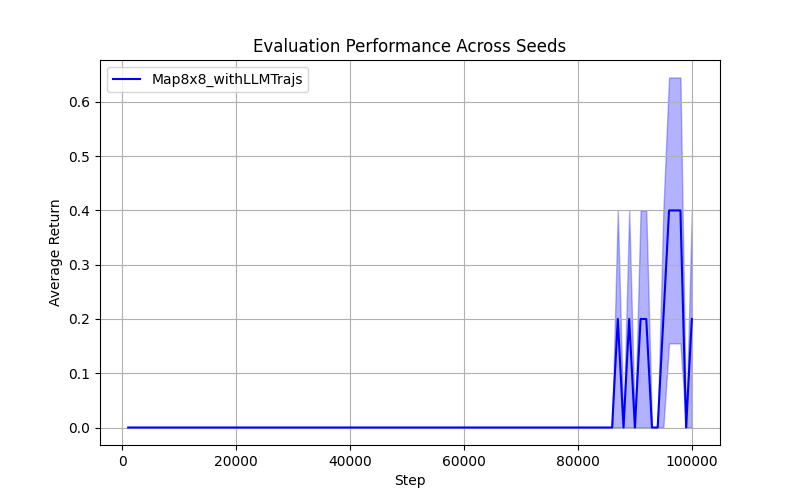 Evaluation Performance Across Seeds
Map8x8_withLLMTrajs
Average Return
0.6
0.5
0.4
0.3
0.2
0.1
0.0
0 20000 40000 60000 80000 100000
Step